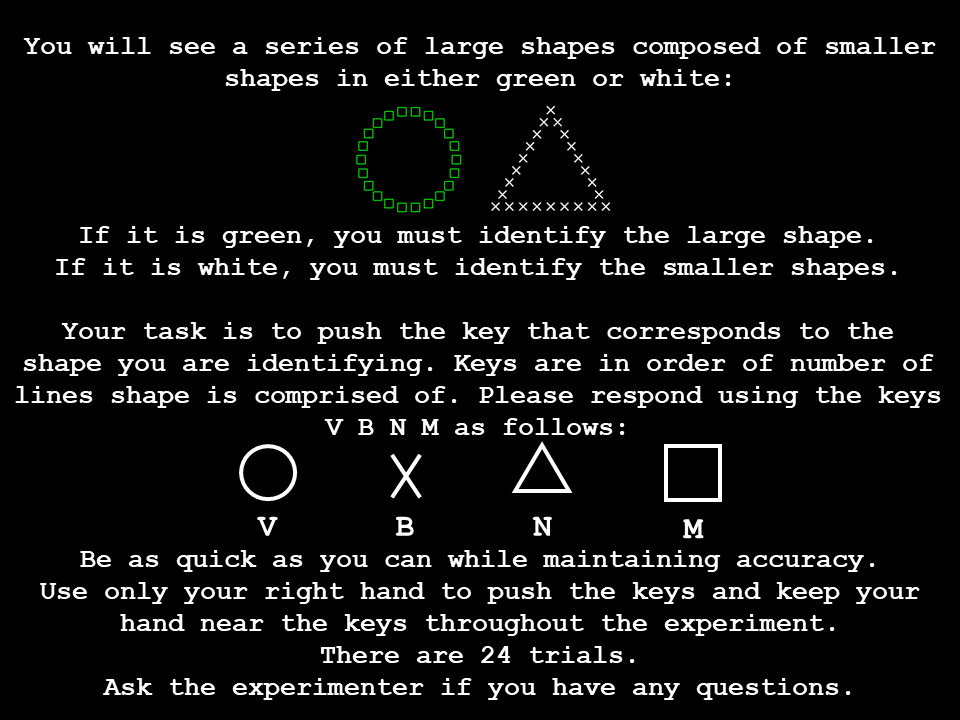 You will see a series of large shapes composed of smaller
shapes in either green or white:
If it is green, you must identify the large shape.
If it is white, you must identify the smaller shapes.
Your task is to push the key that corresponds to the
shape you are identifying. Keys are in order of number of
lines shape is comprised of. Please respond using the keys
V B N M as follows:
V B N M
Be as quick as you can while maintaining accuracy.
Use only your right hand to push the keys and keep your
hand near the keys throughout the experiment.
There are 24 trials.
Ask the experimenter if you have any questions.